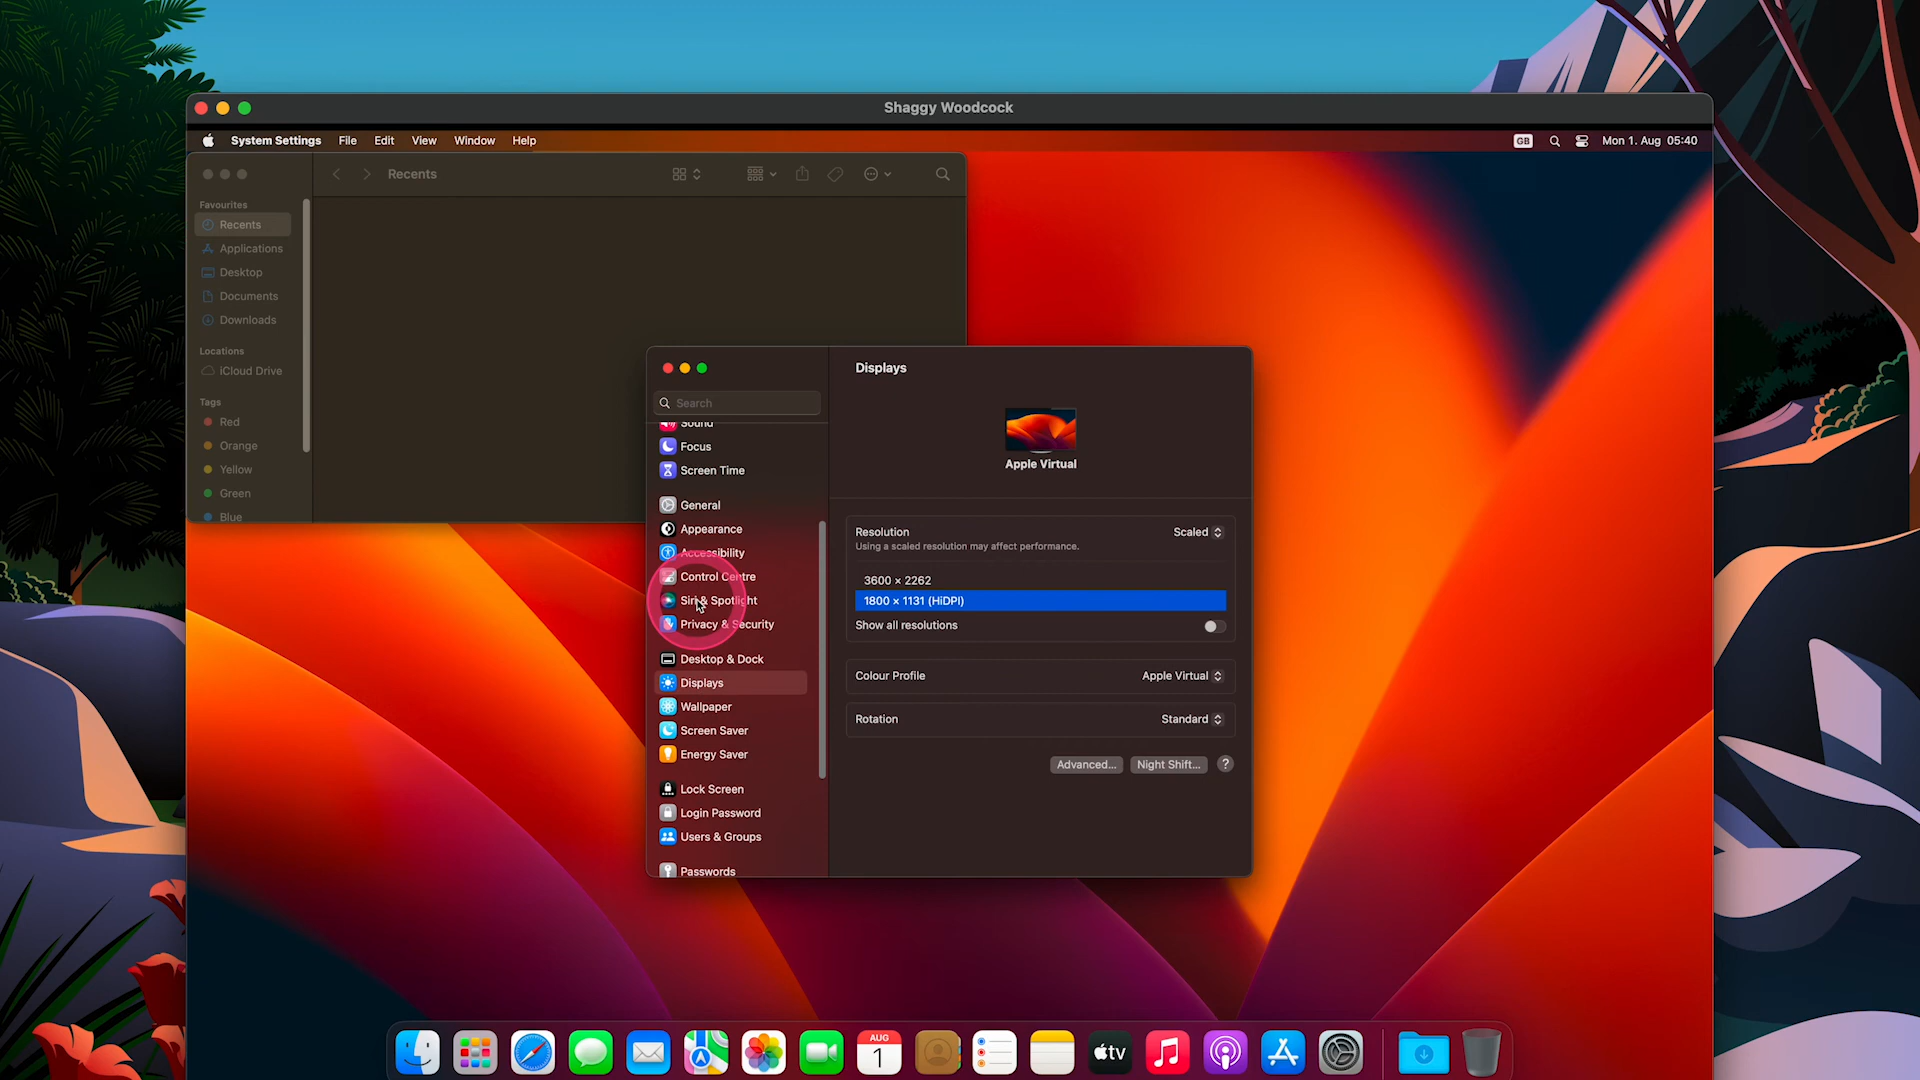 Shaggy Woodcock
System Settings File Edit View Window Help GB Mon 1. Aug 05:40
Recents
Favourites
Recents
Applications
Desktop
Documents
Downloads
Locations
iCloud Drive
Tags
Red
Orange
Yellow
Green
Blue
Displays
Search
Sound
Focus
Screen Time
General
Appearance
Accessibility
Control Centre
Siri & Spotlight
Privacy & Security
Desktop & Dock
Displays
Wallpaper
Screen Saver
Energy Saver
Lock Screen
Login Password
Users & Groups
Passwords
Apple Virtual
Resolution Scaled
Using a scaled resolution may affect performance.
3600 × 2262
1800 × 1131 (HiDPI)
Show all resolutions
Colour Profile Apple Virtual
Rotation Standard
Advanced... Night Shift... ?
AUG
1
tv